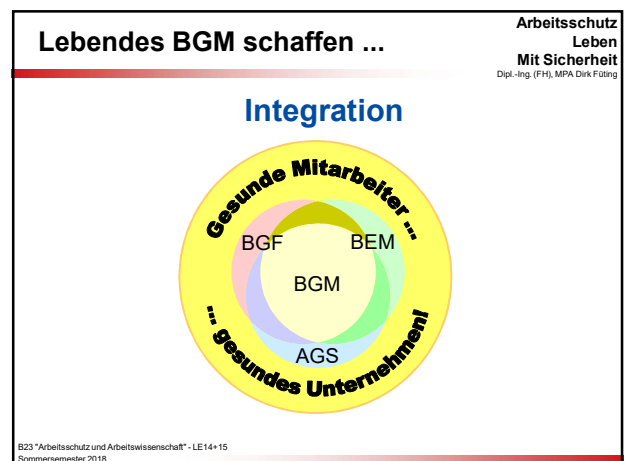 Lebendes BGM schaffen ...
Arbeitsschutz
Leben
Mit Sicherheit
Dipl.-Ing. (FH), MPA Dirk Füting
Integration
Gesunde Mitarbeiter ...
BGF
BEM
BGM
AGS
... gesundes Unternehmen!
B23 "Arbeitsschutz und Arbeitswissenschaft" - LE14+15
Sommersemester 2018